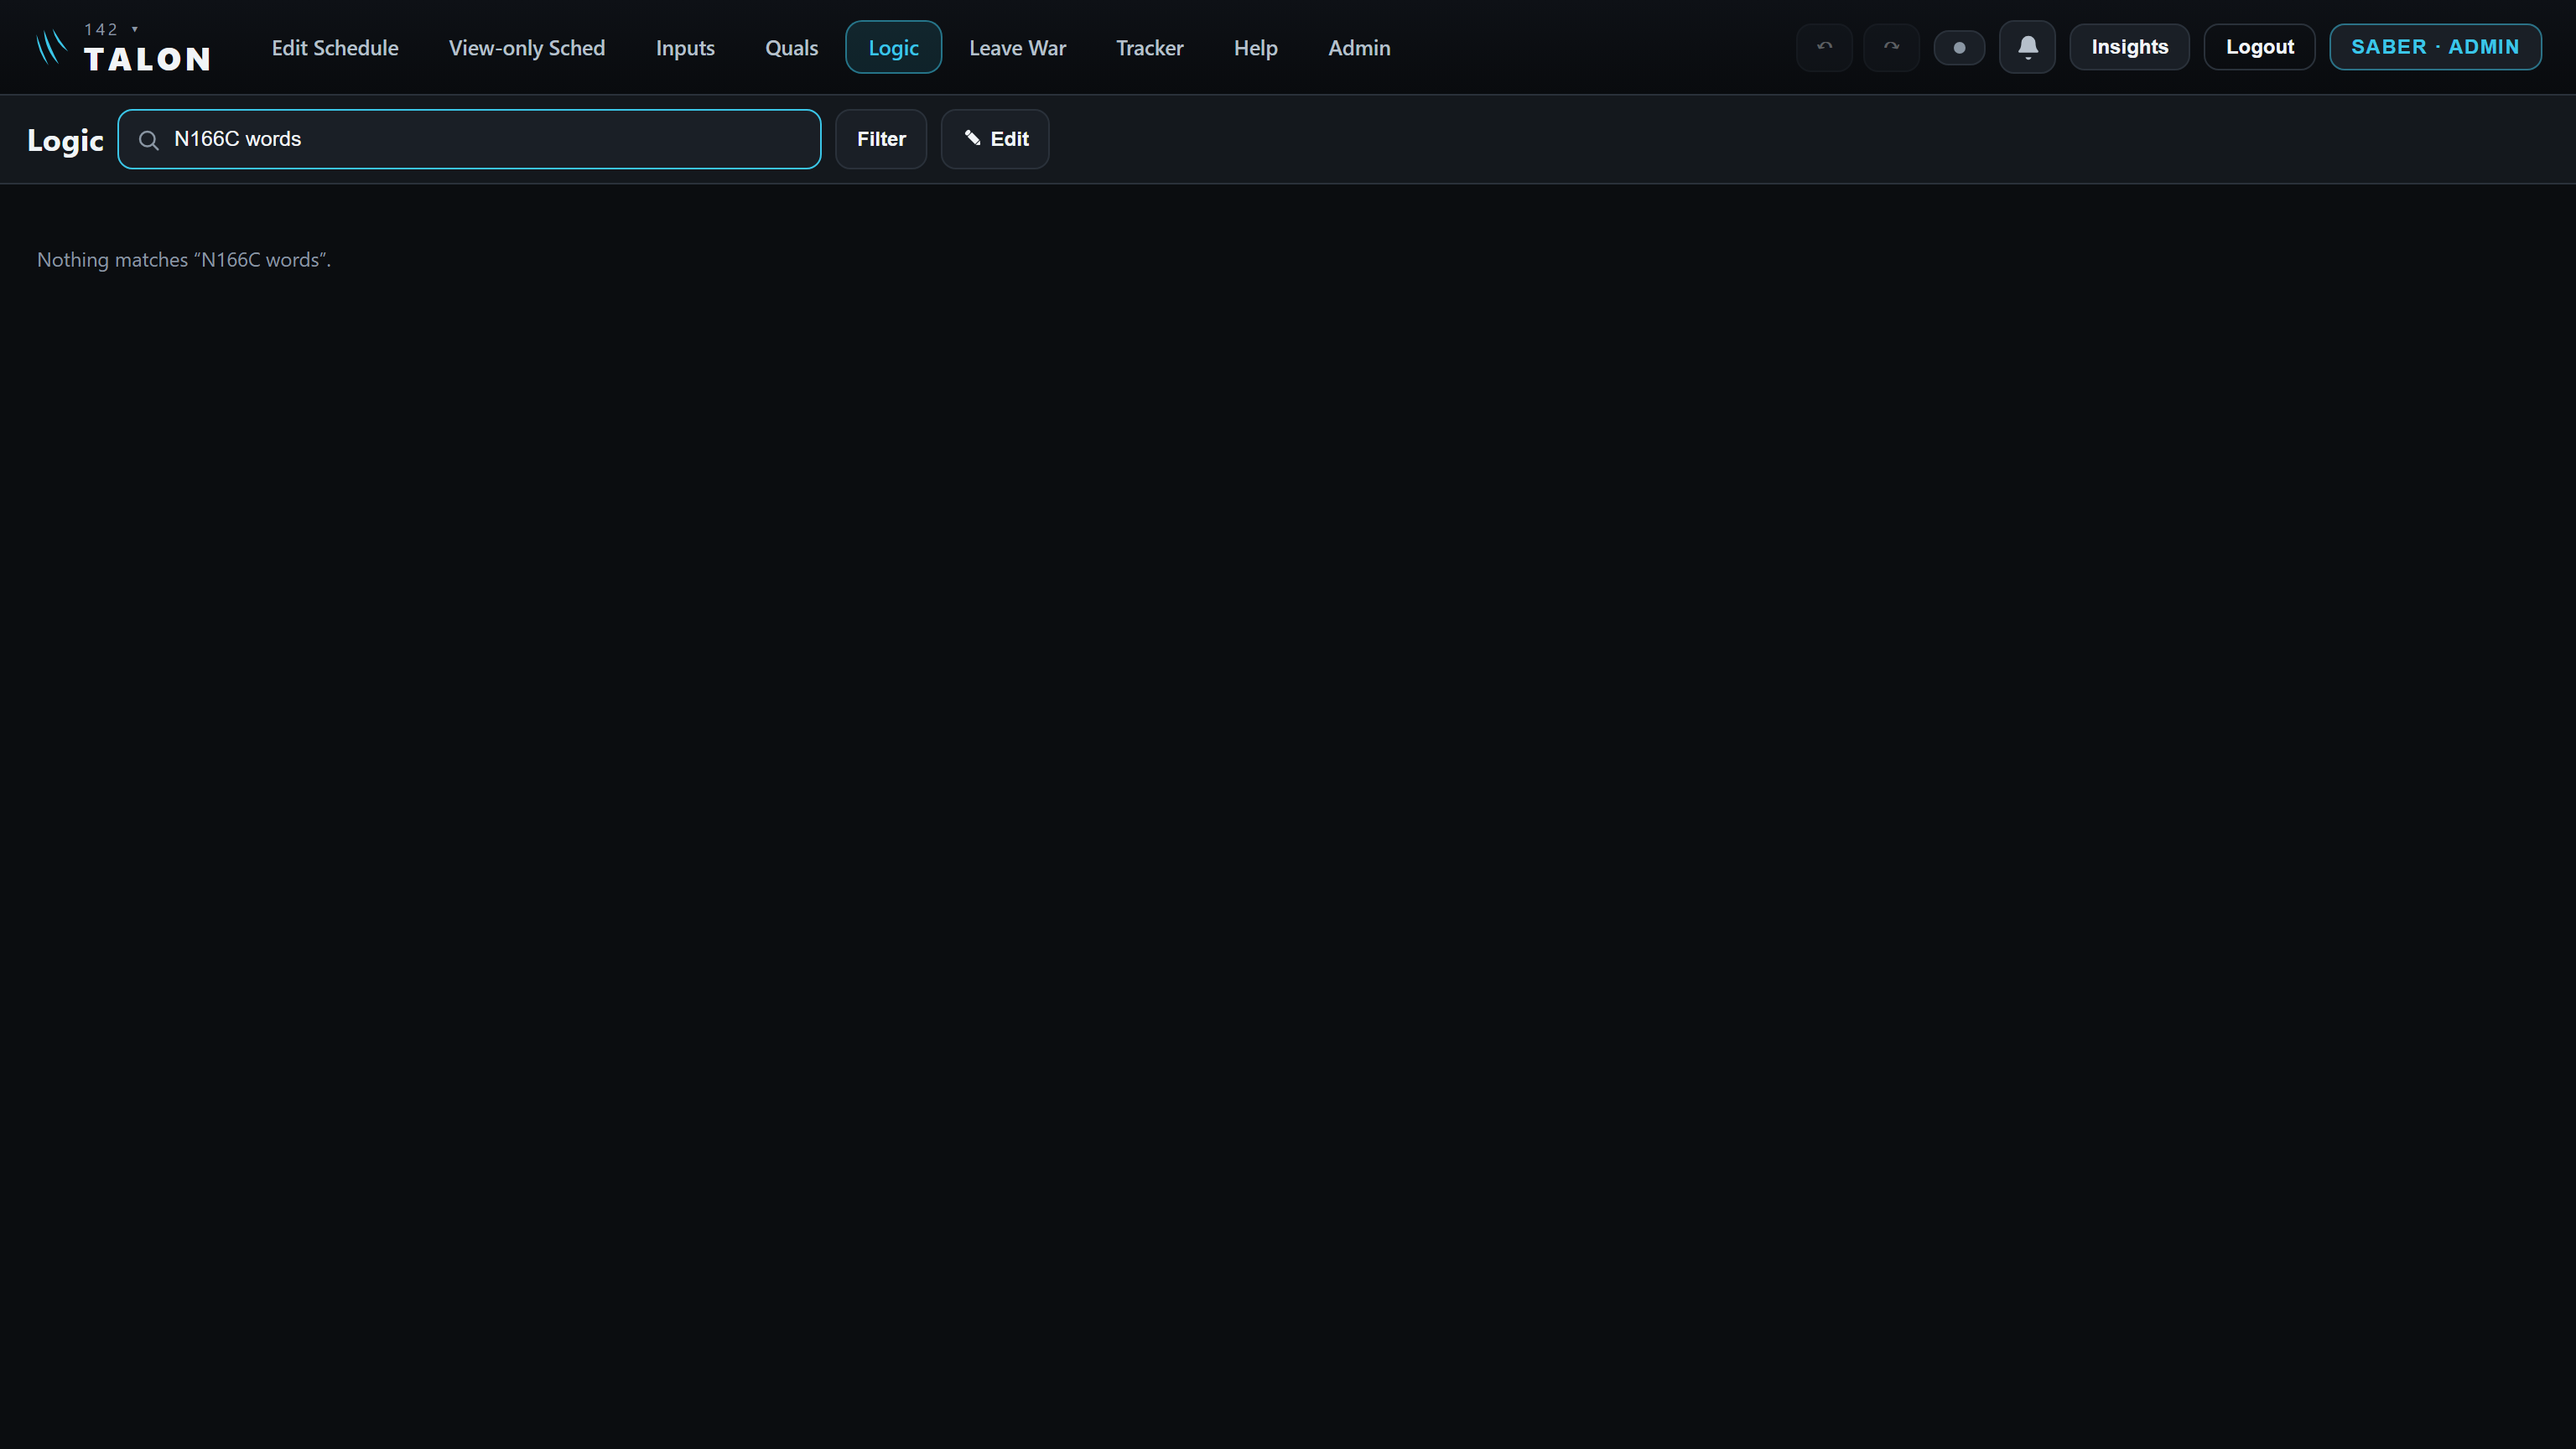 142 ▾
TALON
Edit Schedule View-only Sched Inputs Quals Logic Leave War Tracker Help Admin
Insights Logout SABER · ADMIN
Logic N166C words Filter ✎ Edit
Nothing matches “N166C words”.